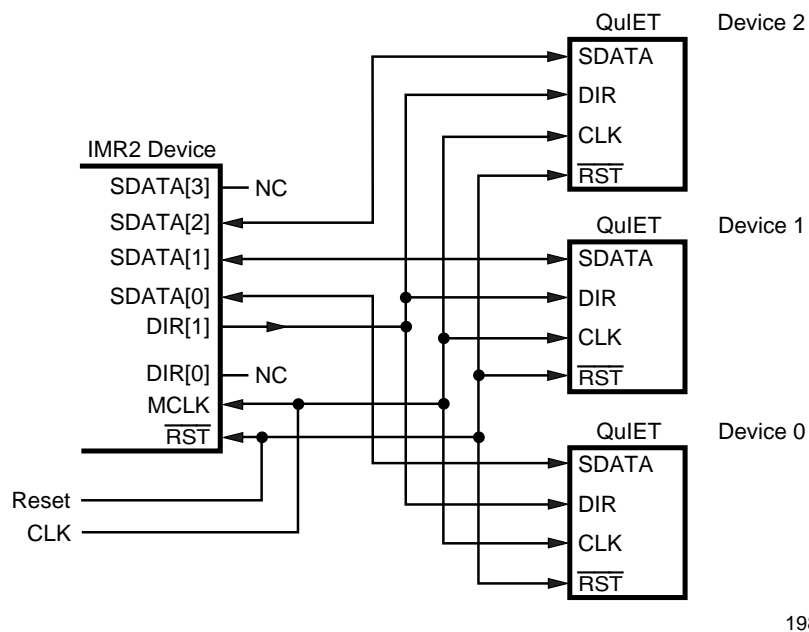 QuIET Device 2
SDATA
DIR
CLK
RST
IMR2 Device
SDATA[3] NC
SDATA[2]
SDATA[1]
SDATA[0]
DIR[1]
DIR[0] NC
MCLK
RST
Reset
CLK
QuIET Device 1
SDATA
DIR
CLK
RST
QuIET Device 0
SDATA
DIR
CLK
RST